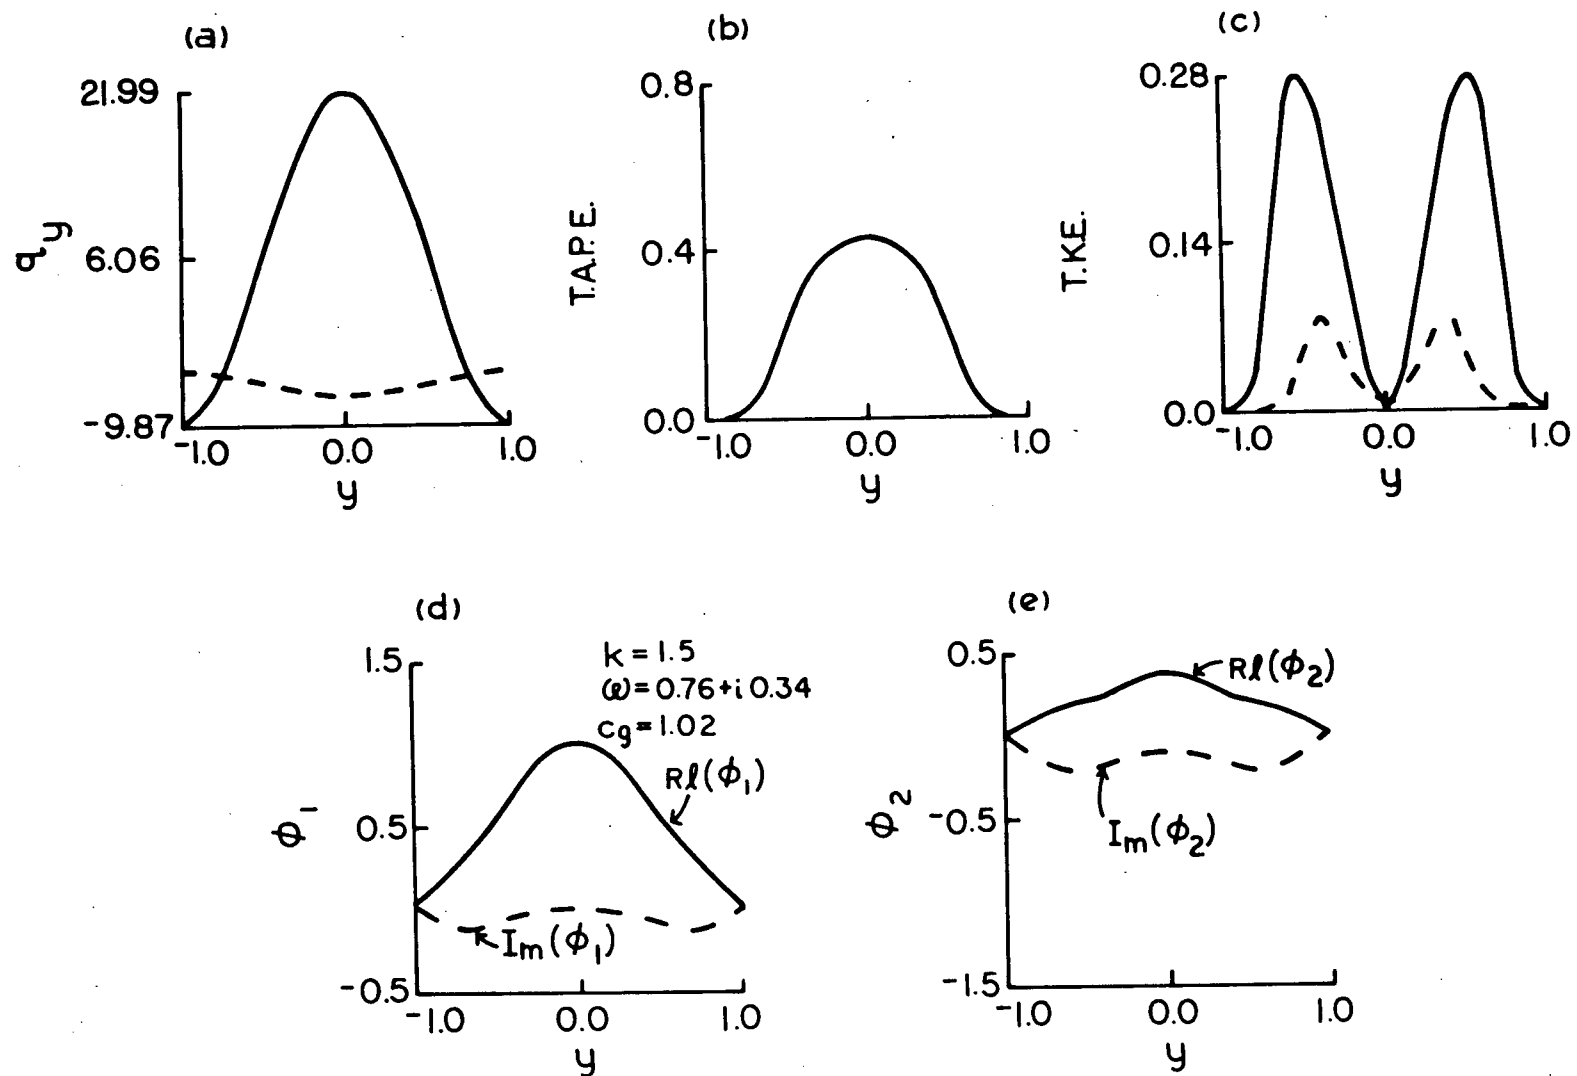 (a)
21.99
6.06
-9.87
-1.0 0.0 1.0
q_y
y
(b)
0.8
0.4
0.0
-1.0 0.0 1.0
T.A.P.E.
y
(c)
0.28
0.14
0.0
-1.0 0.0 1.0
T.K.E.
y
(d)
1.5
0.5
-0.5
-1.0 0.0 1.0
ϕ₁
y
k = 1.5
ω = 0.76 + i 0.34
cg = 1.02
Rl(ϕ₁)
Im(ϕ₁)
(e)
0.5
-0.5
-1.5
-1.0 0.0 1.0
ϕ₂
y
Rl(ϕ₂)
Im(ϕ₂)